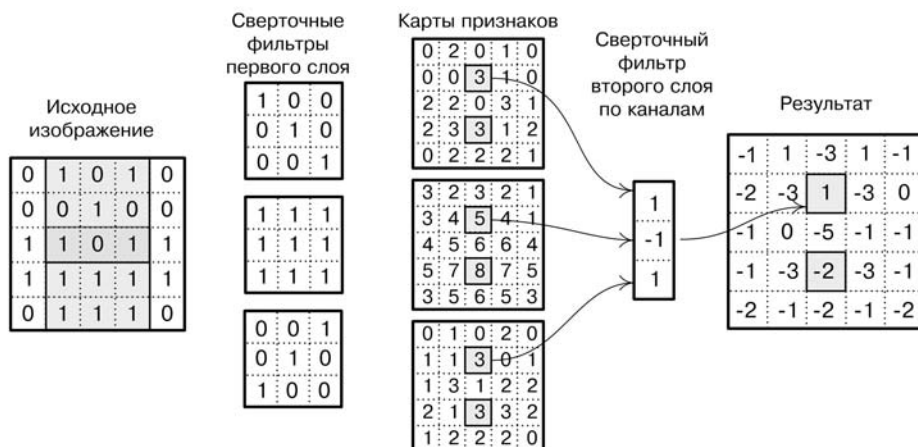 Исходное изображение
0 1 0 1 0
0 0 1 0 0
1 1 0 1 1
1 1 1 1 1
0 1 1 1 0
Сверточные фильтры первого слоя
1 0 0
0 1 0
0 0 1
1 1 1
1 1 1
1 1 1
0 0 1
0 1 0
1 0 0
Карты признаков
0 2 0 1 0
0 0 3 1 0
2 2 0 3 1
2 3 3 1 2
0 2 2 2 1
3 2 3 2 1
3 4 5 4 1
4 5 6 6 4
5 7 8 7 5
3 5 6 5 3
0 1 0 2 0
1 1 3 0 1
1 3 1 2 2
2 1 3 3 2
1 2 2 2 0
Сверточный фильтр второго слоя по каналам
1
-1
1
Результат
-1 1 -3 1 -1
-2 -3 1 -3 0
-1 0 -5 -1 -1
-1 -3 -2 -3 -1
-2 -1 -2 -1 -2